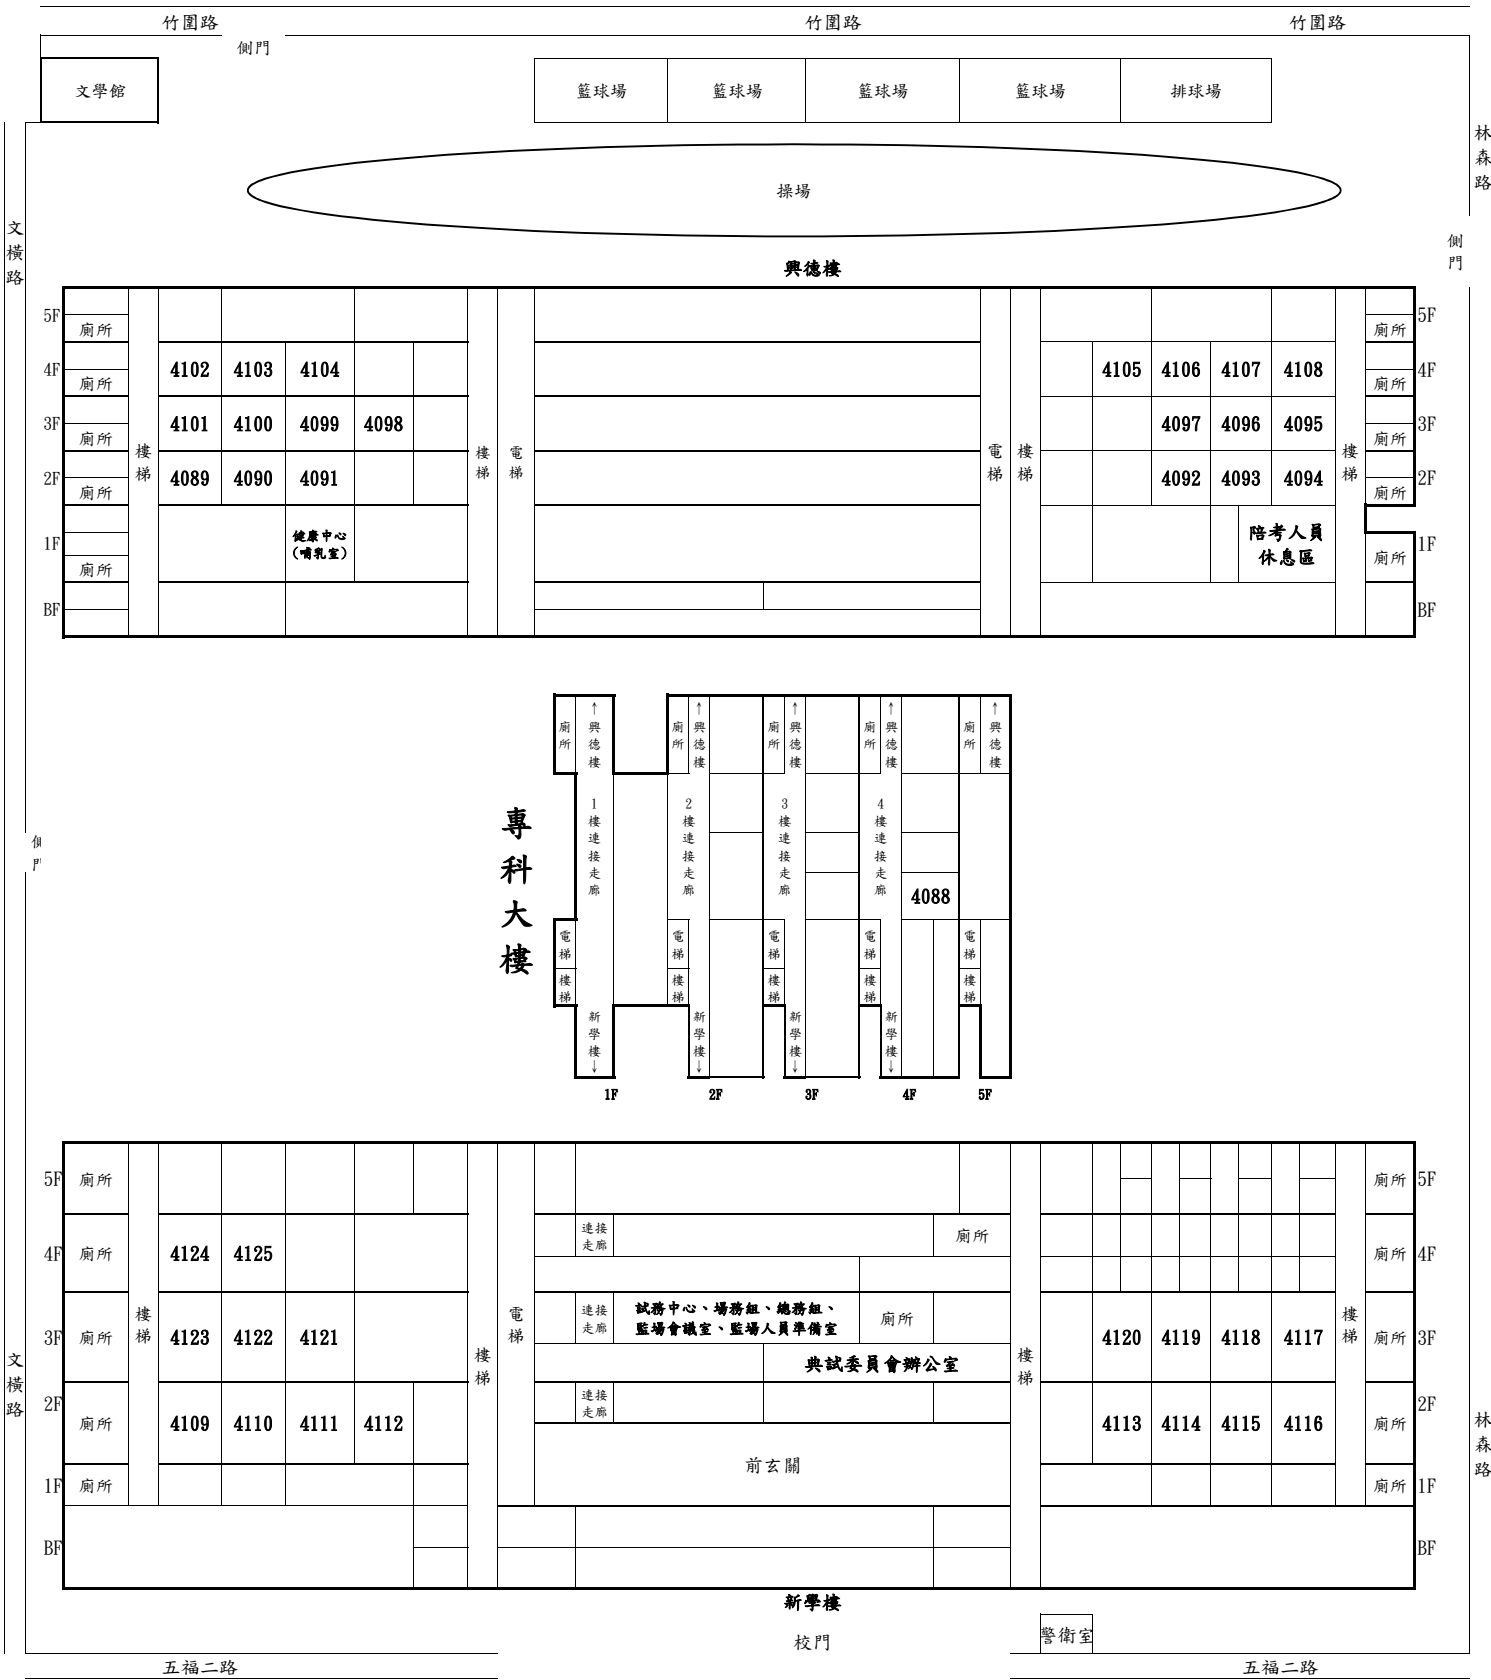 竹圍路 竹圍路 竹圍路
側門
文學館 籃球場 籃球場 籃球場 籃球場 排球場
林森路
操場
文橫路
側門
興德樓
5F 廁所 廁所 5F
4F 廁所 4102 4103 4104 4105 4106 4107 4108 廁所 4F
3F 廁所 4101 4100 4099 4098 4097 4096 4095 廁所 3F
樓梯 樓梯 電梯 電梯 樓梯 樓梯
2F 廁所 4089 4090 4091 4092 4093 4094 廁所 2F
1F 廁所 健康中心 陪考人員 廁所 1F
(哺乳室) 休息區
BF BF
專科大樓
廁所 ↑興德樓 廁所 ↑興德樓 廁所 ↑興德樓 廁所 ↑興德樓 廁所 ↑興德樓
1樓連接走廊 2樓連接走廊 3樓連接走廊 4樓連接走廊
側門
4088
電梯 電梯 電梯 電梯 電梯
樓梯 樓梯 樓梯 樓梯 樓梯
新學樓↓ 新學樓↓ 新學樓↓ 新學樓↓
1F 2F 3F 4F 5F
5F 廁所 廁所 5F
4F 廁所 4124 4125 連接走廊 廁所 廁所 4F
樓梯 電梯 樓梯
3F 廁所 4123 4122 4121 連接走廊 試務中心、場務組、總務組、 廁所 4120 4119 4118 4117 廁所 3F
監場會議室、監場人員準備室
樓梯 典試委員會辦公室 樓梯
文橫路
2F 廁所 4109 4110 4111 4112 連接走廊 4113 4114 4115 4116 廁所 2F
林森路
前玄關
1F 廁所 廁所 1F
BF BF
新學樓
校門 警衛室
五福二路 五福二路